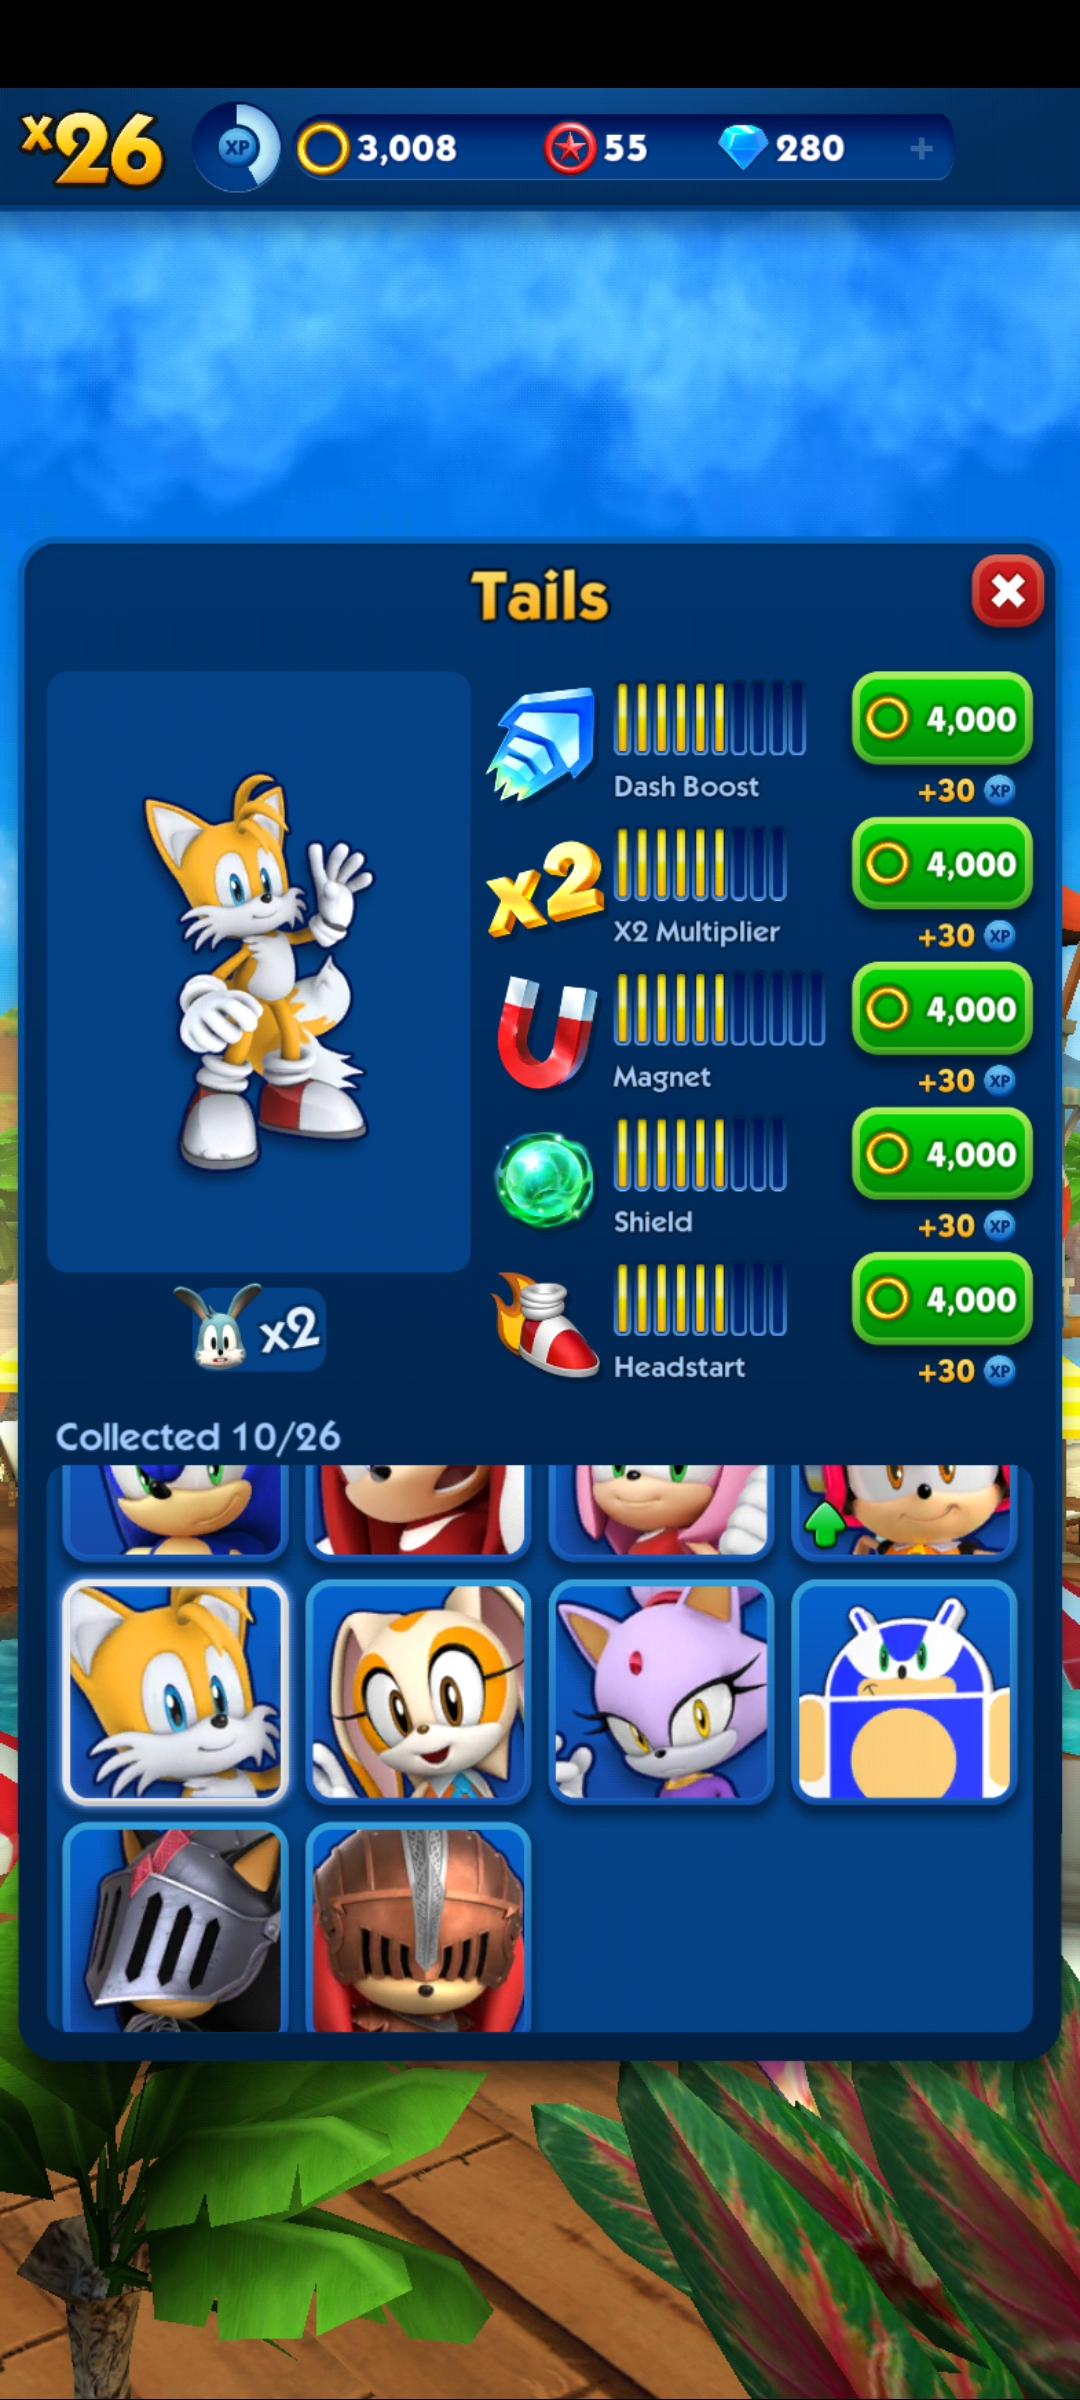 x26 XP 3,008 55 280 +
Tails
4,000
Dash Boost +30 XP
x2 4,000
X2 Multiplier +30 XP
4,000
Magnet +30 XP
4,000
Shield +30 XP
x2 4,000
Headstart +30 XP
Collected 10/26